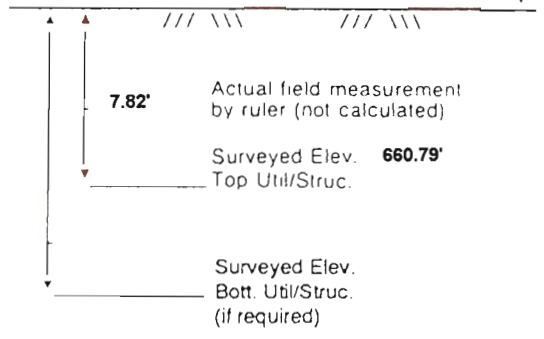 /// \\\ /// \\\
7.82'
Actual field measurement
by ruler (not calculated)
Surveyed Elev. 660.79'
Top Util/Struc.
Surveyed Elev.
Bott. Util/Struc.
(if required)